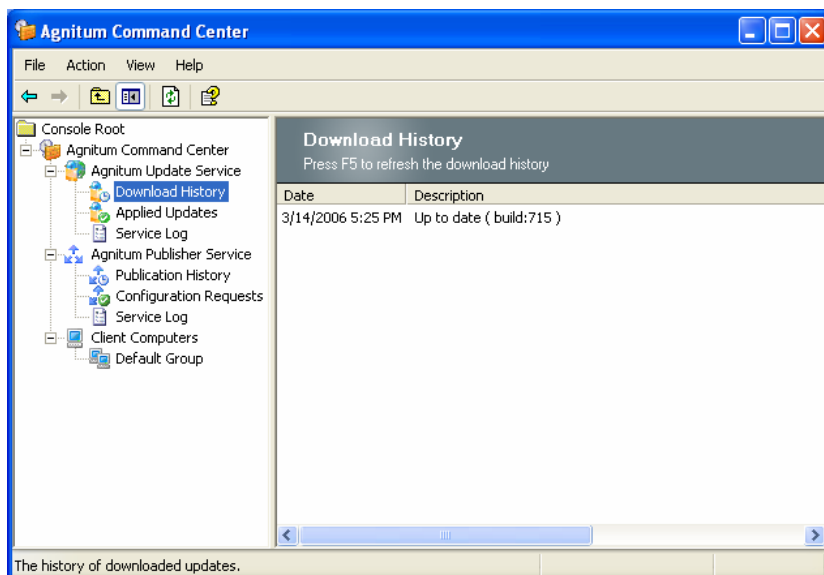 Agnitum Command Center
File Action View Help
Console Root
Agnitum Command Center
Agnitum Update Service
Download History
Applied Updates
Service Log
Agnitum Publisher Service
Publication History
Configuration Requests
Service Log
Client Computers
Default Group
Download History
Press F5 to refresh the download history
Date Description
3/14/2006 5:25 PM Up to date ( build:715 )
The history of downloaded updates.